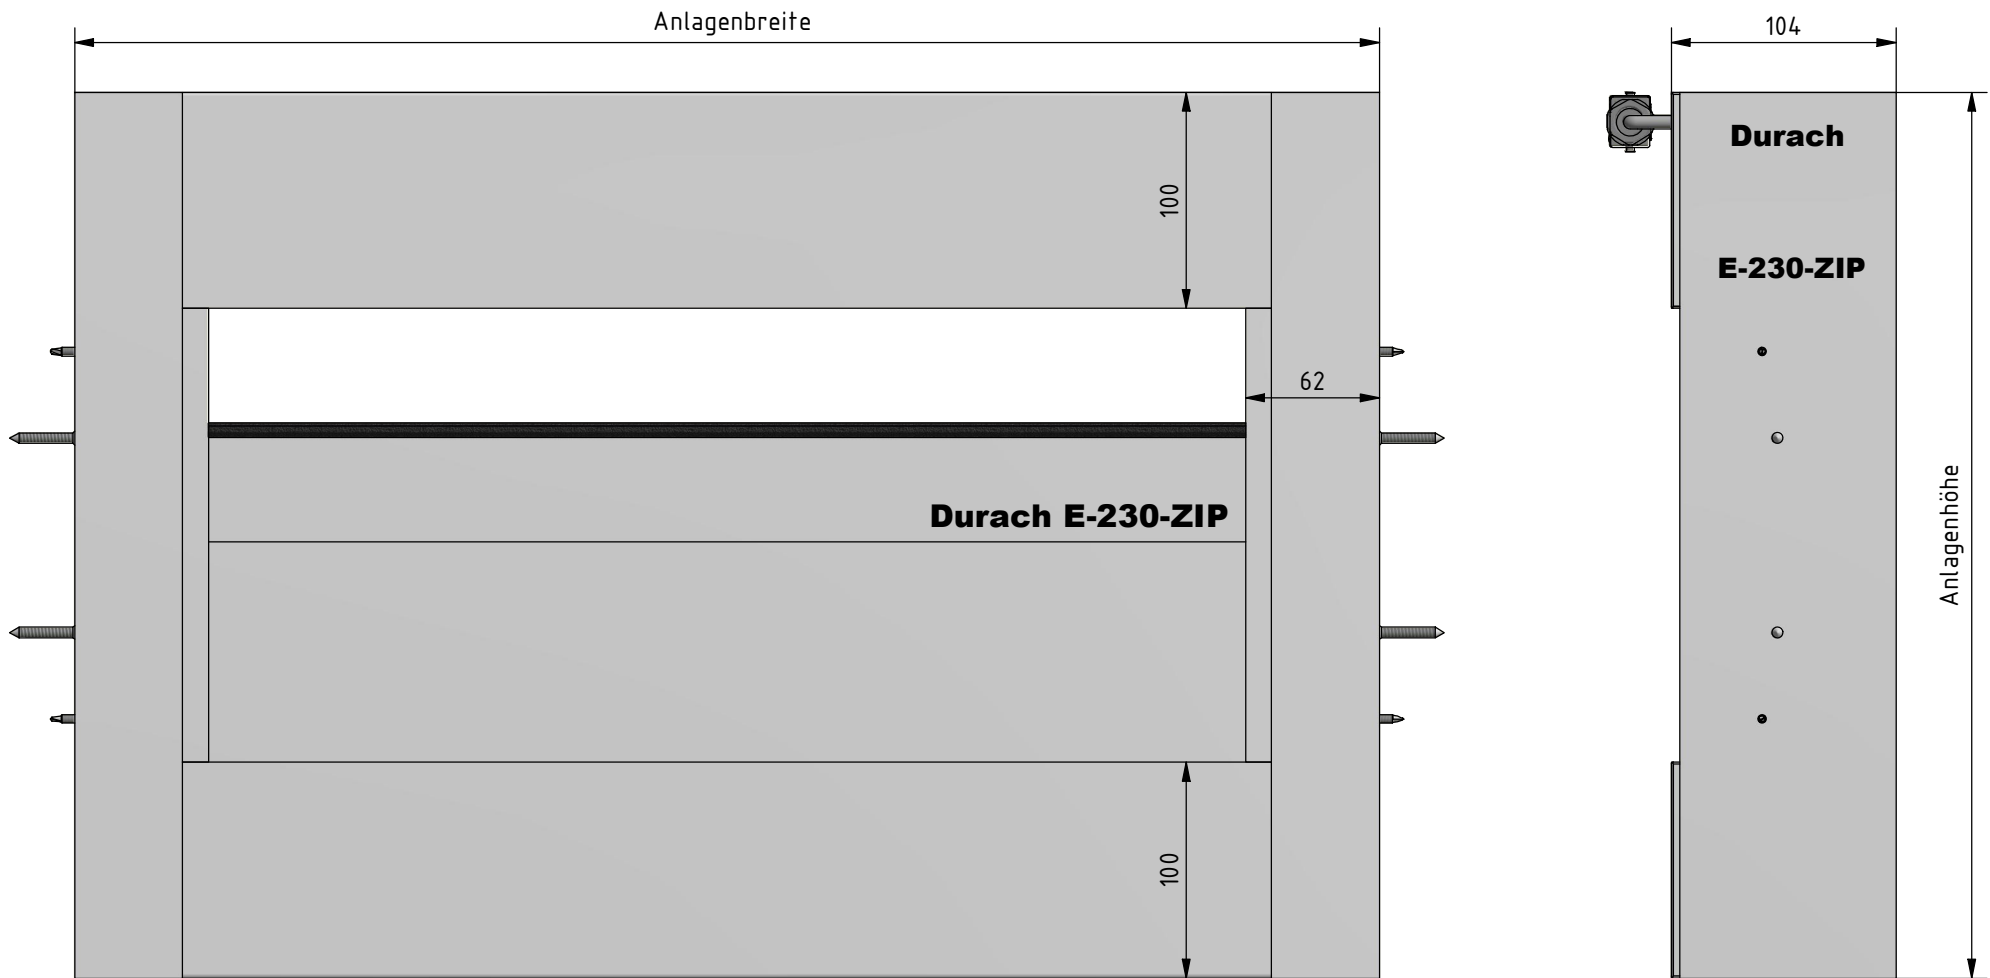 Anlagenbreite
104
Durach
100
E-230-ZIP
62
Durach E-230-ZIP
Anlagenhöhe
100